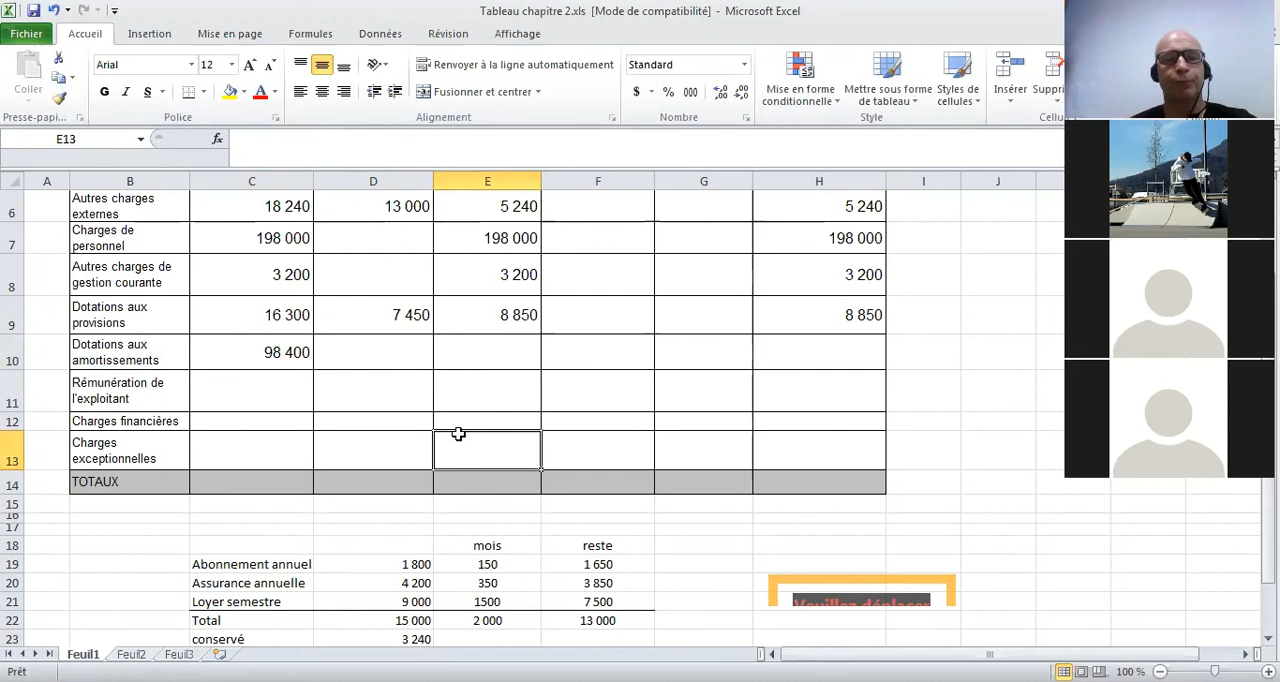 Tableau chapitre 2.xls [Mode de compatibilité] - Microsoft Excel
Fichier Accueil Insertion Mise en page Formules Données Révision Affichage
Coller Arial 12 Renvoyer à la ligne automatiquement Standard
G I S A Fusionner et centrer $ % 000 Mise en forme conditionnelle Mettre sous forme de tableau Styles de cellules Insérer
Presse-papi... Police Alignement Nombre Style
E13 fx
A B C D E F G H I J
6 Autres charges externes 18 240 13 000 5 240 5 240
7 Charges de personnel 198 000 198 000 198 000
8 Autres charges de gestion courante 3 200 3 200 3 200
9 Dotations aux provisions 16 300 7 450 8 850 8 850
10 Dotations aux amortissements 98 400
11 Rémunération de l'exploitant
12 Charges financières
13 Charges exceptionnelles
14 TOTAUX
15
16
17
18 mois reste
19 Abonnement annuel 1 800 150 1 650
20 Assurance annuelle 4 200 350 3 850
21 Loyer semestre 9 000 1500 7 500
22 Total 15 000 2 000 13 000
23 conservé 3 240
Veuillez déplacer
Feuil1 Feuil2 Feuil3
Prêt 100 %